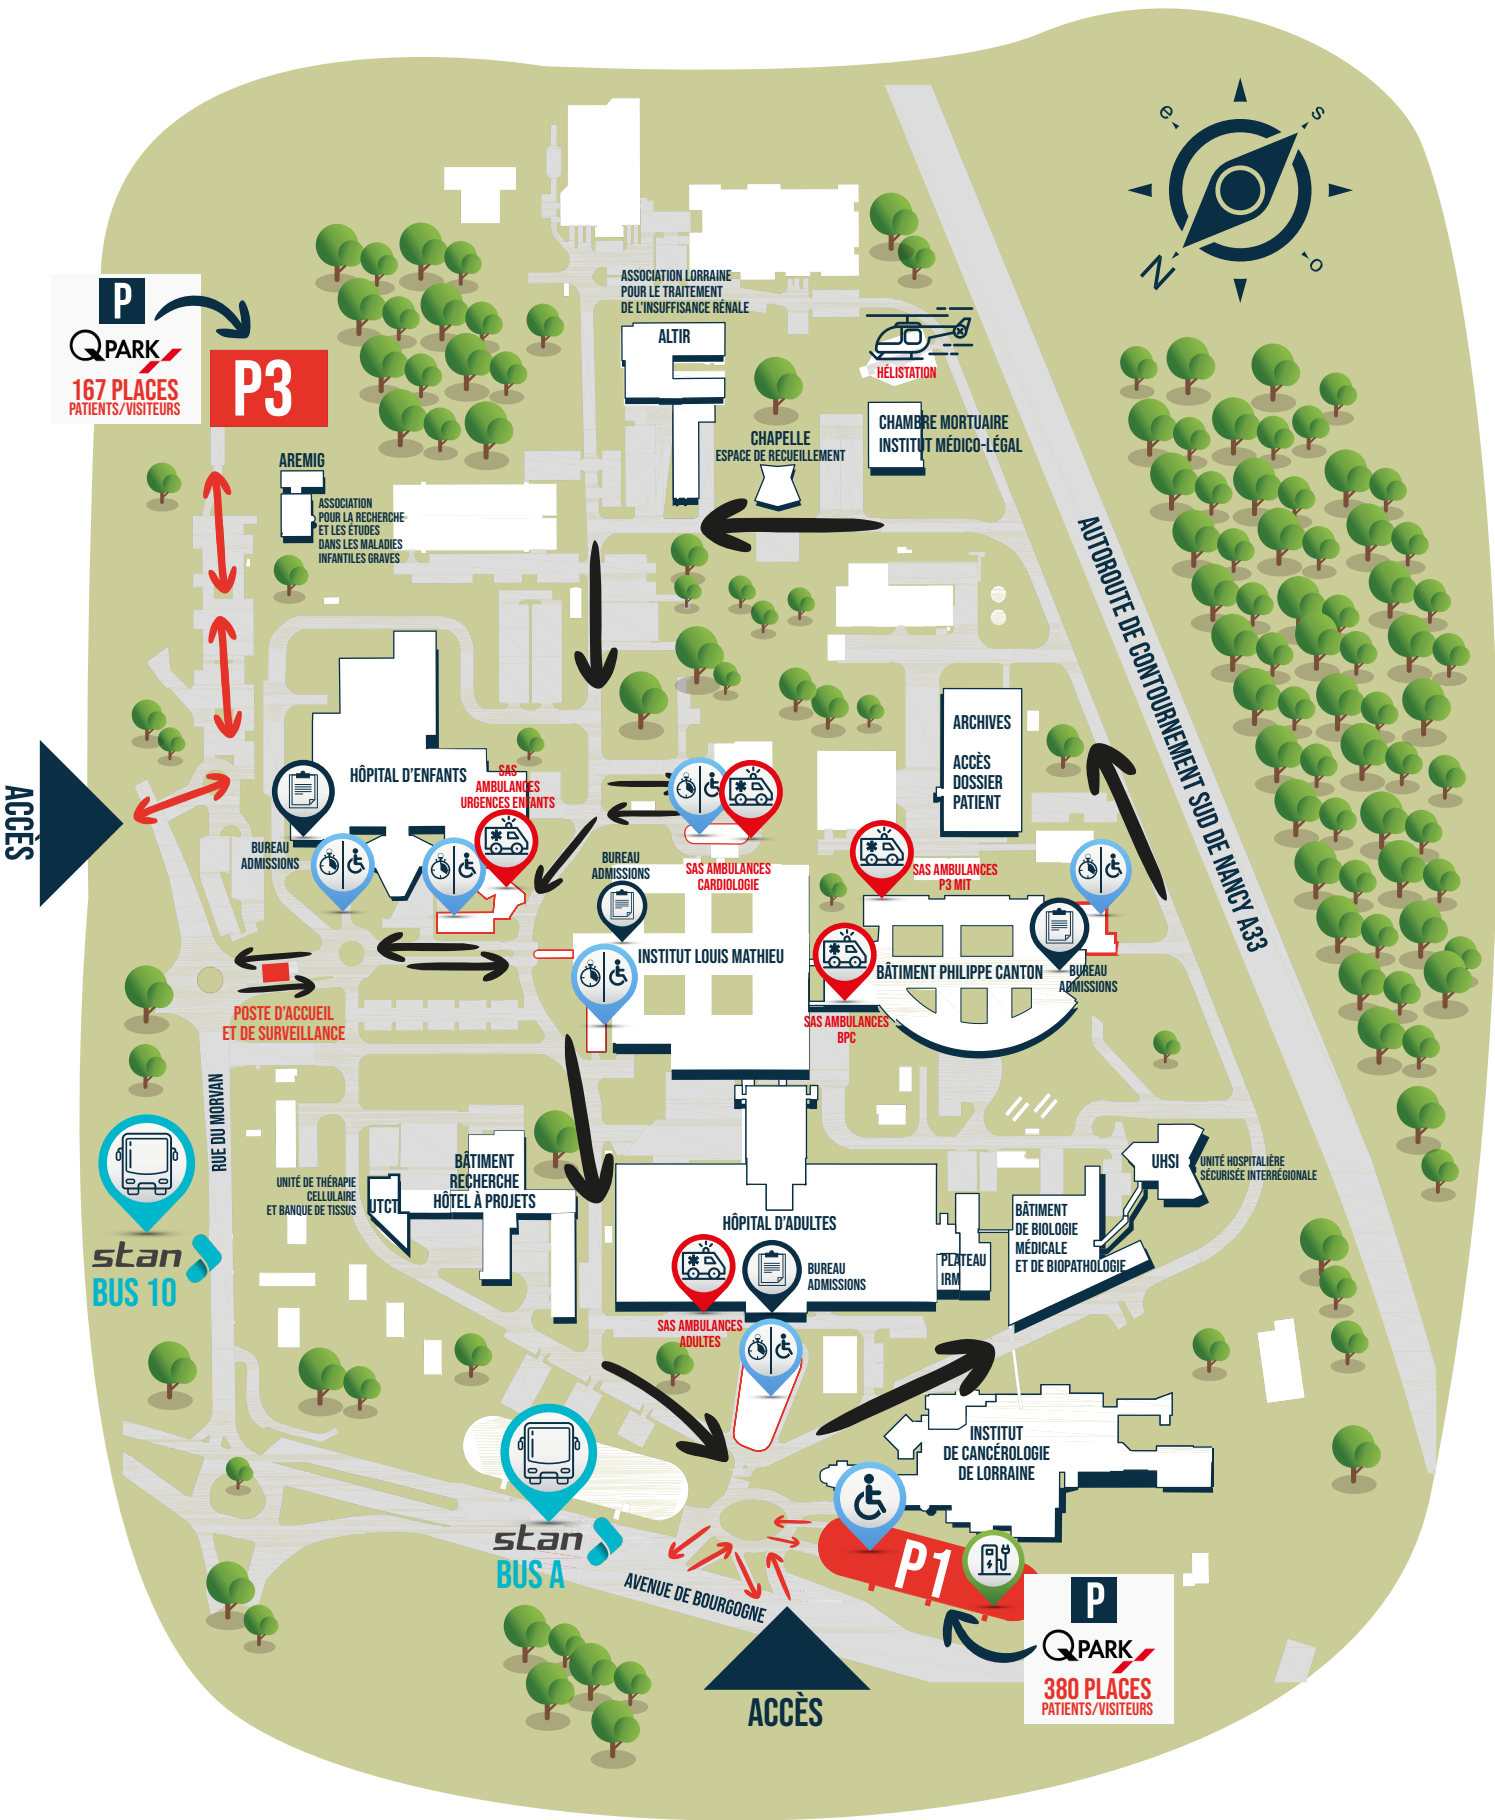 e
s
N
o
P
Q PARK
167 PLACES
PATIENTS/VISITEURS
P3
ASSOCIATION LORRAINE
POUR LE TRAITEMENT
DE L'INSUFFISANCE RÉNALE
ALTIR
HÉLISTATION
CHAMBRE MORTUAIRE
INSTITUT MÉDICO-LÉGAL
CHAPELLE
ESPACE DE RECUEILLEMENT
AREMIG
ASSOCIATION
POUR LA RECHERCHE
ET LES ÉTUDES
DANS LES MALADIES
INFANTILES GRAVES
AUTOROUTE DE CONTOURNEMENT SUD DE NANCY A33
ARCHIVES
ACCÈS
DOSSIER
PATIENT
ACCÈS
HÔPITAL D'ENFANTS
SAS
AMBULANCES
URGENCES ENFANTS
BUREAU
ADMISSIONS
BUREAU
ADMISSIONS
SAS AMBULANCES
CARDIOLOGIE
SAS AMBULANCES
P3 MIT
INSTITUT LOUIS MATHIEU
BÂTIMENT PHILIPPE CANTON
BUREAU
ADMISSIONS
SAS AMBULANCES
BPC
POSTE D'ACCUEIL
ET DE SURVEILLANCE
RUE DU MORVAN
stan
BUS 10
UNITÉ DE THÉRAPIE
CELLULAIRE
ET BANQUE DE TISSUS
UTCT
BÂTIMENT
RECHERCHE
HÔTEL À PROJETS
HÔPITAL D'ADULTES
BUREAU
ADMISSIONS
SAS AMBULANCES
ADULTES
PLATEAU
IRM
BÂTIMENT
DE BIOLOGIE
MÉDICALE
ET DE BIOPATHOLOGIE
UHSI
UNITÉ HOSPITALIÈRE
SÉCURISÉE INTERRÉGIONALE
INSTITUT
DE CANCÉROLOGIE
DE LORRAINE
stan
BUS A
AVENUE DE BOURGOGNE
P1
ACCÈS
P
Q PARK
380 PLACES
PATIENTS/VISITEURS